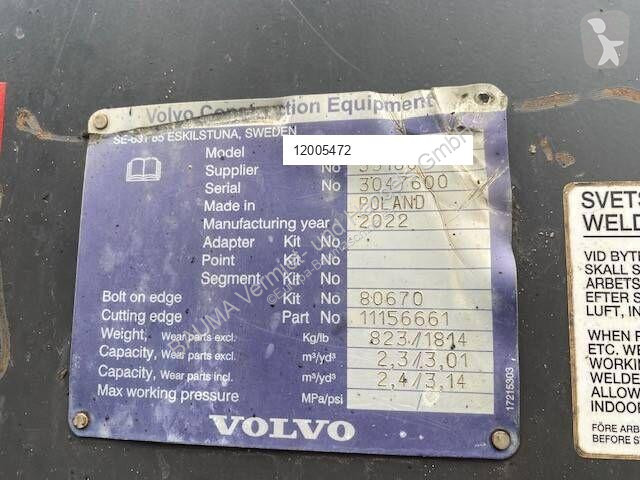 Volvo Construction Equipment
SE-631 85 ESKILSTUNA, SWEDEN
Model 12005472
Supplier No
Serial No 3047600
Made in POLAND
Manufacturing year 2022
Adapter Kit No
Point Kit No
Segment Kit No
Bolt on edge Kit No 80670
Cutting edge Part No 11156661
Weight, Wear parts excl. Kg/lb 823/1814
Capacity, Wear parts excl. m³/yd³ 2,3/3,01
Capacity, Wear parts incl. m³/yd³ 2,4/3,14
Max working pressure MPa/psi
VOLVO
17215303
SVETS
WELD
VID BYTE
SKALL S
ARBETS
EFTER S
LUFT, IN
WHEN
ETC. WE
WORKING
WELDE
ALLOW
INDOOR
FÖRE ARE
BEFORE S